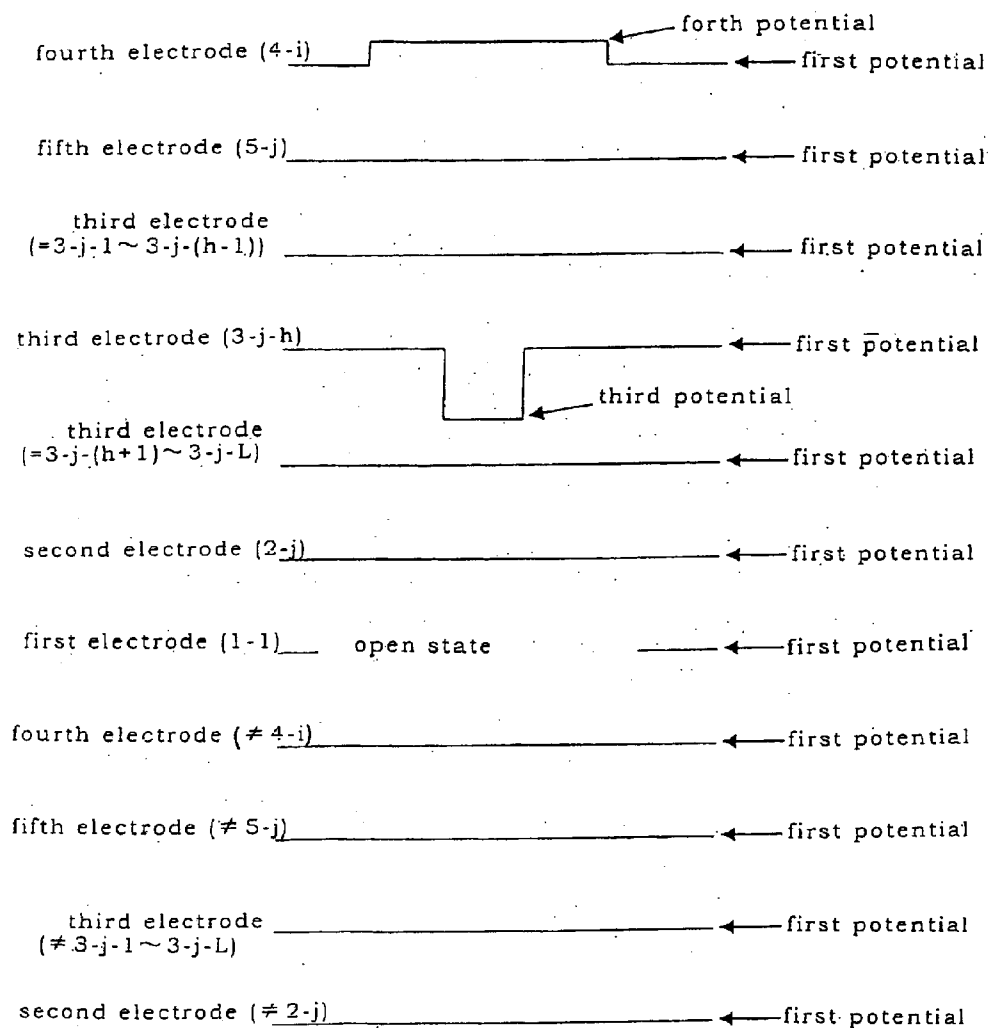 forth potential
fourth electrode (4-i)
first potential
fifth electrode (5-j)
first potential
third electrode
(=3-j-1~3-j-(h-1))
first potential
third electrode (3-j-h)
first potential
third potential
third electrode
(=3-j-(h+1)~3-j-L)
first potential
second electrode (2-j)
first potential
first electrode (1-1)
open state
first potential
fourth electrode (≠4-i)
first potential
fifth electrode (≠5-j)
first potential
third electrode
(≠3-j-1~3-j-L)
first potential
second electrode (≠2-j)
first potential